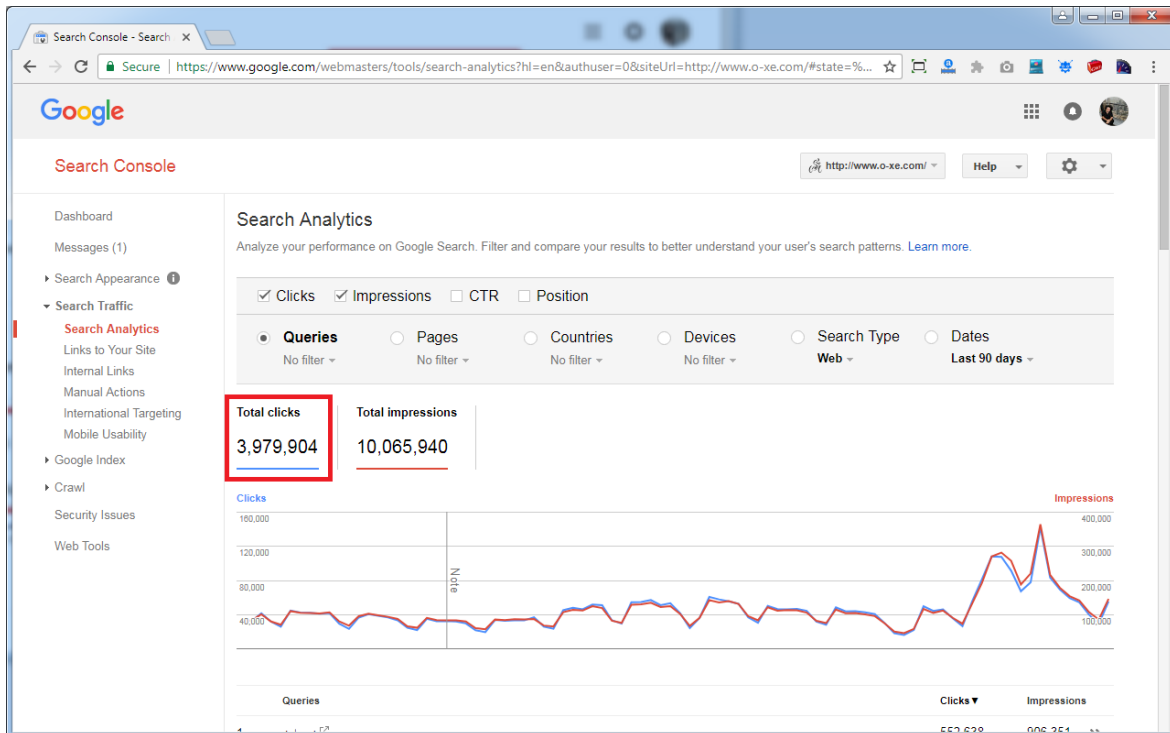 Search Console - Search
Secure | https://www.google.com/webmasters/tools/search-analytics?hl=en&authuser=0&siteUrl=http://www.o-xe.com/#state=%...
Google
Search Console
http://www.o-xe.com/
Help
Dashboard
Messages (1)
Search Appearance
Search Traffic
Search Analytics
Links to Your Site
Internal Links
Manual Actions
International Targeting
Mobile Usability
Google Index
Crawl
Security Issues
Web Tools
Search Analytics
Analyze your performance on Google Search. Filter and compare your results to better understand your user's search patterns. Learn more.
Clicks Impressions CTR Position
Queries Pages Countries Devices Search Type Dates
No filter No filter No filter No filter Web Last 90 days
Total clicks Total impressions
3,979,904 10,065,940
Clicks Impressions
160,000 400,000
120,000 300,000
Note
80,000 200,000
40,000 100,000
Queries Clicks▼ Impressions
552,638 906,351